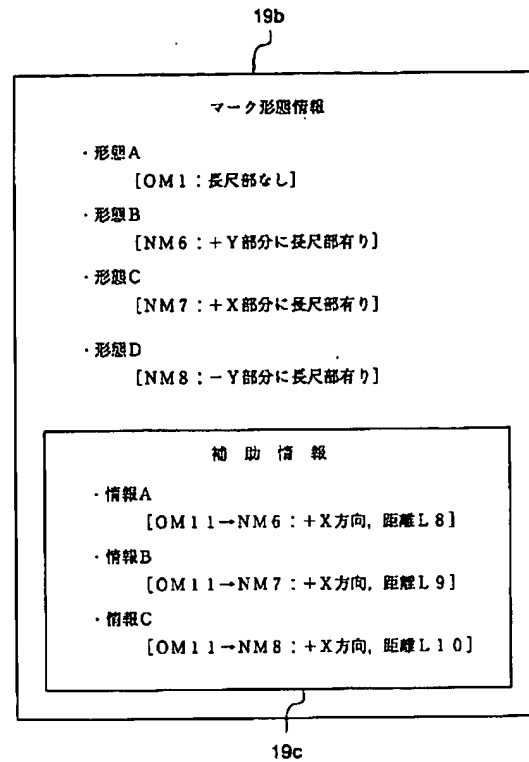 19b
マーク形態情報
・形態A
[OM1:長尺部なし]
・形態B
[NM6:+Y部分に長尺部有り]
・形態C
[NM7:+X部分に長尺部有り]
・形態D
[NM8:-Y部分に長尺部有り]
補助情報
・情報A
[OM11→NM6:+X方向,距離L8]
・情報B
[OM11→NM7:+X方向,距離L9]
・情報C
[OM11→NM8:+X方向,距離L10]
19c